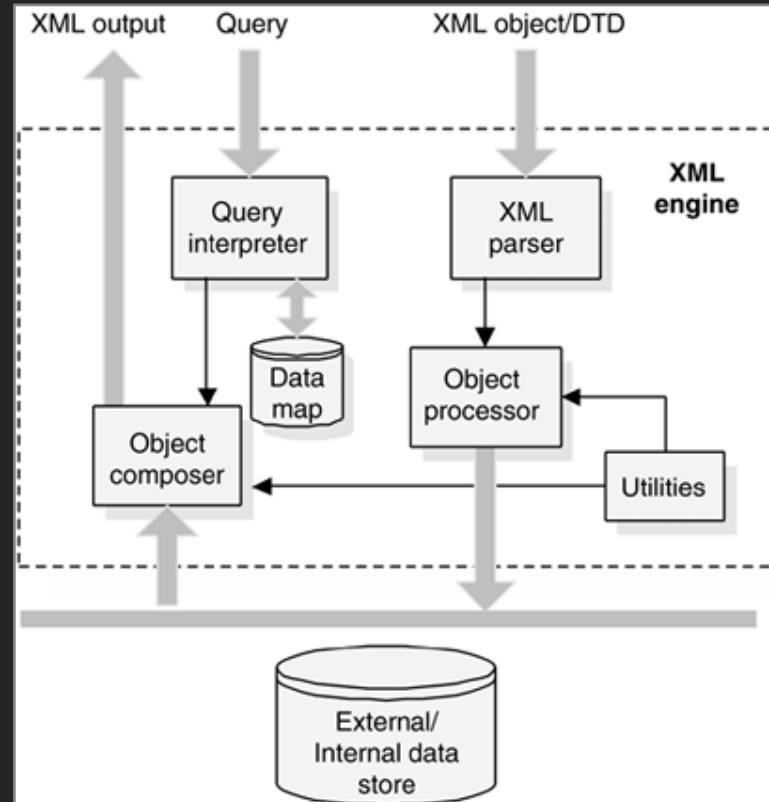 XML output
Query
XML object/DTD
XML
engine
Query
interpreter
XML
parser
Data
map
Object
processor
Object
composer
Utilities
External/
Internal data
store